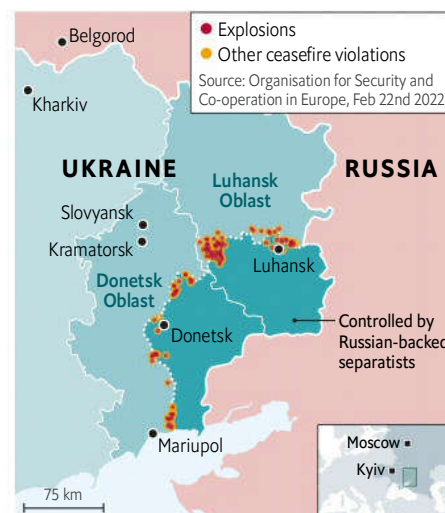 Belgorod
Explosions
Other ceasefire violations
Source: Organisation for Security and
Co-operation in Europe, Feb 22nd 2022
Kharkiv
UKRAINE
RUSSIA
Luhansk
Oblast
Slovyansk
Kramatorsk
Luhansk
Donetsk
Oblast
Donetsk
Controlled by
Russian-backed
separatists
Mariupol
Moscow
Kyiv
75 km